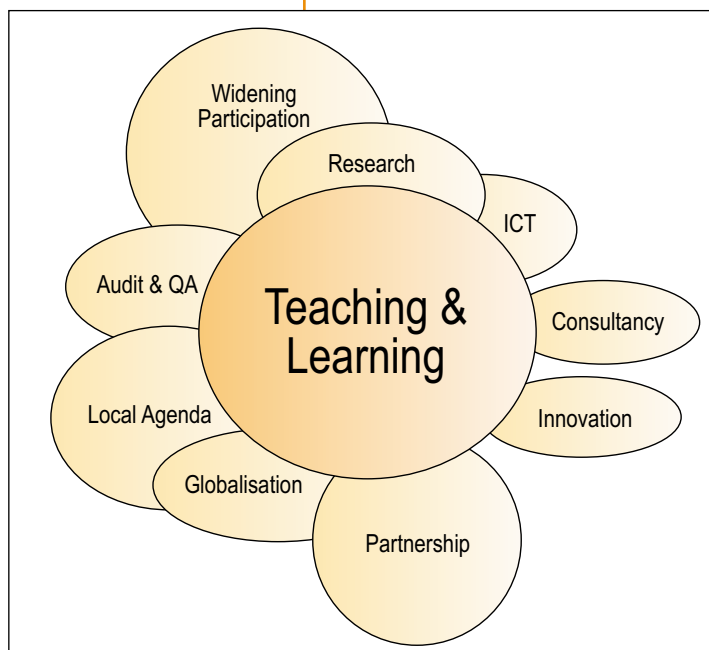 Widening
Participation
Research
ICT
Audit & QA
Teaching &
Learning
Consultancy
Local Agenda
Innovation
Globalisation
Partnership